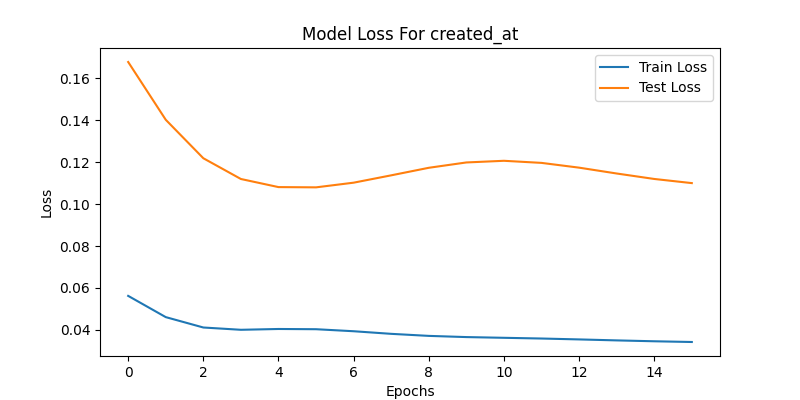 Model Loss For created_at
Train Loss
Test Loss
0.16
0.14
0.12
0.10
0.08
0.06
0.04
Loss
0 2 4 6 8 10 12 14
Epochs